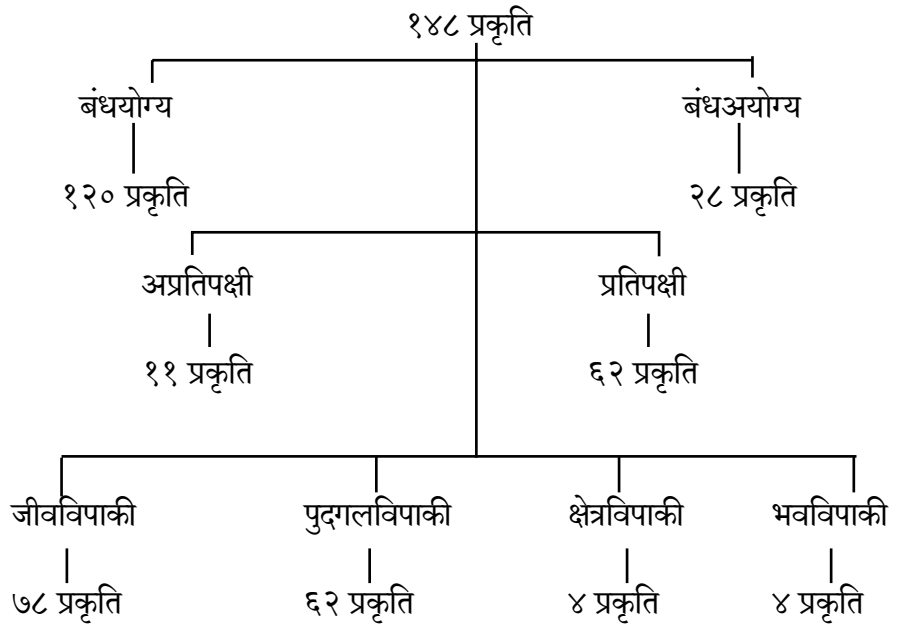 १४८ प्रकृति
बंधयोग्य बंधअयोग्य
१२० प्रकृति २८ प्रकृति
अप्रतिपक्षी प्रतिपक्षी
११ प्रकृति ६२ प्रकृति
जीवविपाकी पुदगलविपाकी क्षेत्रविपाकी भवविपाकी
७८ प्रकृति ६२ प्रकृति ४ प्रकृति ४ प्रकृति